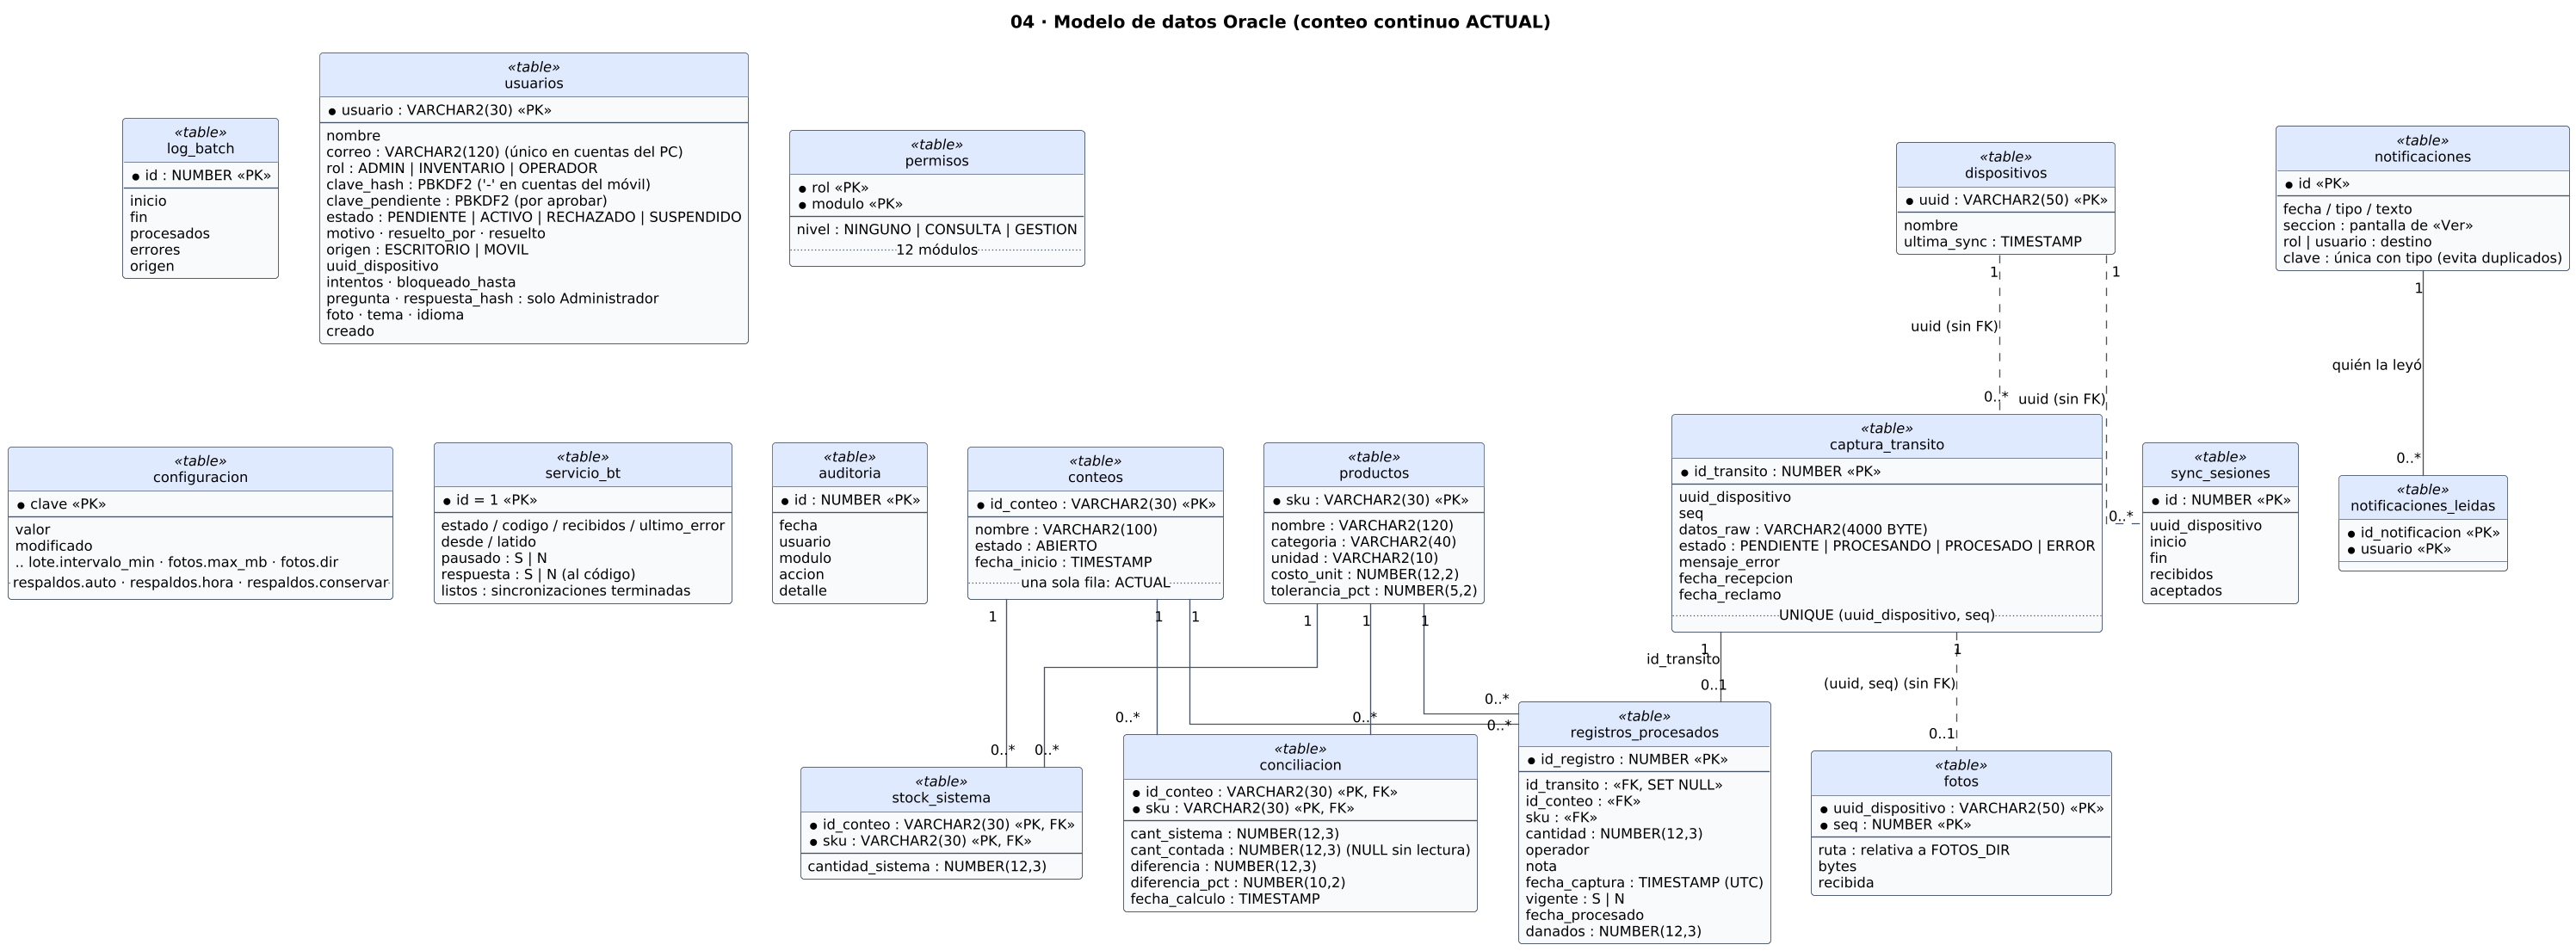 04 · Modelo de datos Oracle (conteo continuo ACTUAL)
«table»
log_batch
id : NUMBER «PK»
inicio
fin
procesados
errores
origen
«table»
usuarios
usuario : VARCHAR2(30) «PK»
nombre
correo : VARCHAR2(120) (único en cuentas del PC)
rol : ADMIN | INVENTARIO | OPERADOR
clave_hash : PBKDF2 ('-' en cuentas del móvil)
clave_pendiente : PBKDF2 (por aprobar)
estado : PENDIENTE | ACTIVO | RECHAZADO | SUSPENDIDO
motivo · resuelto_por · resuelto
origen : ESCRITORIO | MOVIL
uuid_dispositivo
intentos · bloqueado_hasta
pregunta · respuesta_hash : solo Administrador
foto · tema · idioma
creado
«table»
permisos
rol «PK»
modulo «PK»
nivel : NINGUNO | CONSULTA | GESTION
12 módulos
«table»
dispositivos
uuid : VARCHAR2(50) «PK»
nombre
ultima_sync : TIMESTAMP
«table»
notificaciones
id «PK»
fecha / tipo / texto
seccion : pantalla de «Ver»
rol | usuario : destino
clave : única con tipo (evita duplicados)
1
1
1
uuid (sin FK)
quién la leyó
0..*
uuid (sin FK)
0..*
0..*
«table»
configuracion
clave «PK»
valor
modificado
.. lote.intervalo_min · fotos.max_mb · fotos.dir
respaldos.auto · respaldos.hora · respaldos.conservar
«table»
servicio_bt
id = 1 «PK»
estado / codigo / recibidos / ultimo_error
desde / latido
pausado : S | N
respuesta : S | N (al código)
listos : sincronizaciones terminadas
«table»
auditoria
id : NUMBER «PK»
fecha
usuario
modulo
accion
detalle
«table»
conteos
id_conteo : VARCHAR2(30) «PK»
nombre : VARCHAR2(100)
estado : ABIERTO
fecha_inicio : TIMESTAMP
una sola fila: ACTUAL
«table»
productos
sku : VARCHAR2(30) «PK»
nombre : VARCHAR2(120)
categoria : VARCHAR2(40)
unidad : VARCHAR2(10)
costo_unit : NUMBER(12,2)
tolerancia_pct : NUMBER(5,2)
«table»
captura_transito
id_transito : NUMBER «PK»
uuid_dispositivo
seq
datos_raw : VARCHAR2(4000 BYTE)
estado : PENDIENTE | PROCESANDO | PROCESADO | ERROR
mensaje_error
fecha_recepcion
fecha_reclamo
UNIQUE (uuid_dispositivo, seq)
«table»
sync_sesiones
id : NUMBER «PK»
uuid_dispositivo
inicio
fin
recibidos
aceptados
«table»
notificaciones_leidas
id_notificacion «PK»
usuario «PK»
1
1
1
1
1
1
1
1
id_transito
(uuid, seq) (sin FK)
0..1
0..1
0..*
0..*
0..*
0..*
0..*
0..*
«table»
stock_sistema
id_conteo : VARCHAR2(30) «PK, FK»
sku : VARCHAR2(30) «PK, FK»
cantidad_sistema : NUMBER(12,3)
«table»
conciliacion
id_conteo : VARCHAR2(30) «PK, FK»
sku : VARCHAR2(30) «PK, FK»
cant_sistema : NUMBER(12,3)
cant_contada : NUMBER(12,3) (NULL sin lectura)
diferencia : NUMBER(12,3)
diferencia_pct : NUMBER(10,2)
fecha_calculo : TIMESTAMP
«table»
registros_procesados
id_registro : NUMBER «PK»
id_transito : «FK, SET NULL»
id_conteo : «FK»
sku : «FK»
cantidad : NUMBER(12,3)
operador
nota
fecha_captura : TIMESTAMP (UTC)
vigente : S | N
fecha_procesado
danados : NUMBER(12,3)
«table»
fotos
uuid_dispositivo : VARCHAR2(50) «PK»
seq : NUMBER «PK»
ruta : relativa a FOTOS_DIR
bytes
recibida